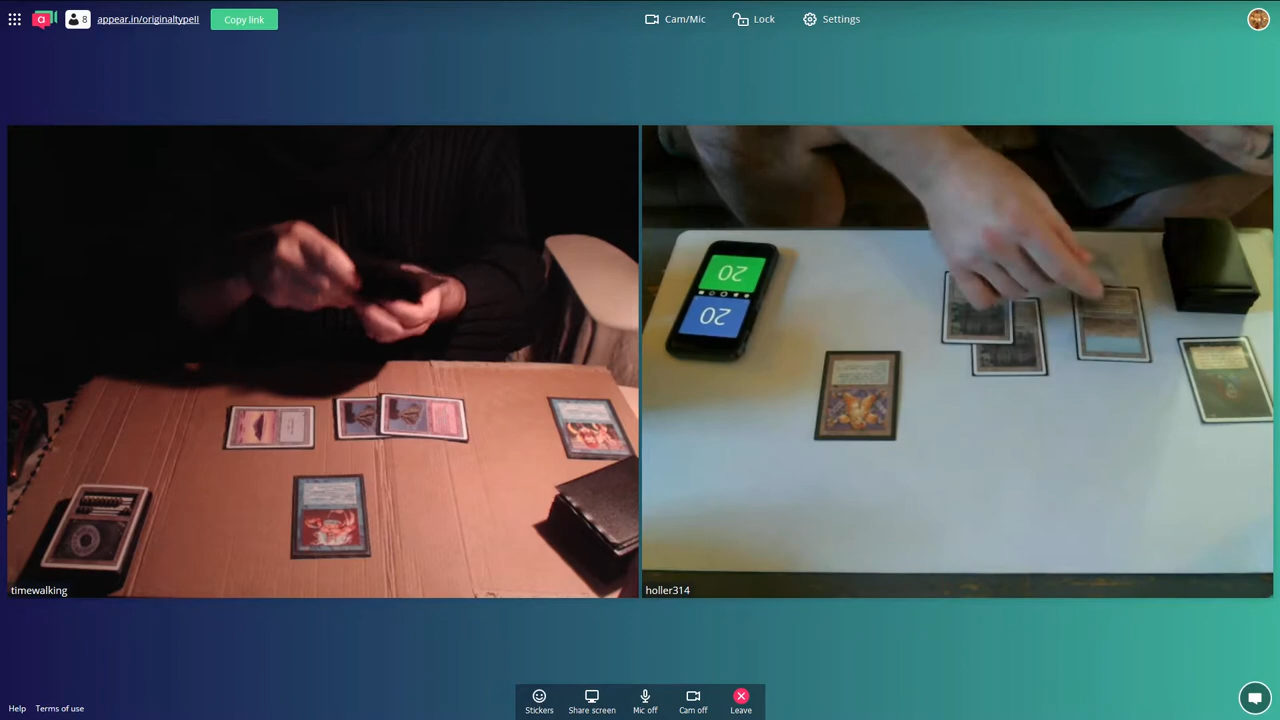 8
appear.in/originaltypeII
Copy link
Cam/Mic
Lock
Settings
20
20
timewalking
holler314
Help
Terms of use
Stickers
Share screen
Mic off
Cam off
Leave